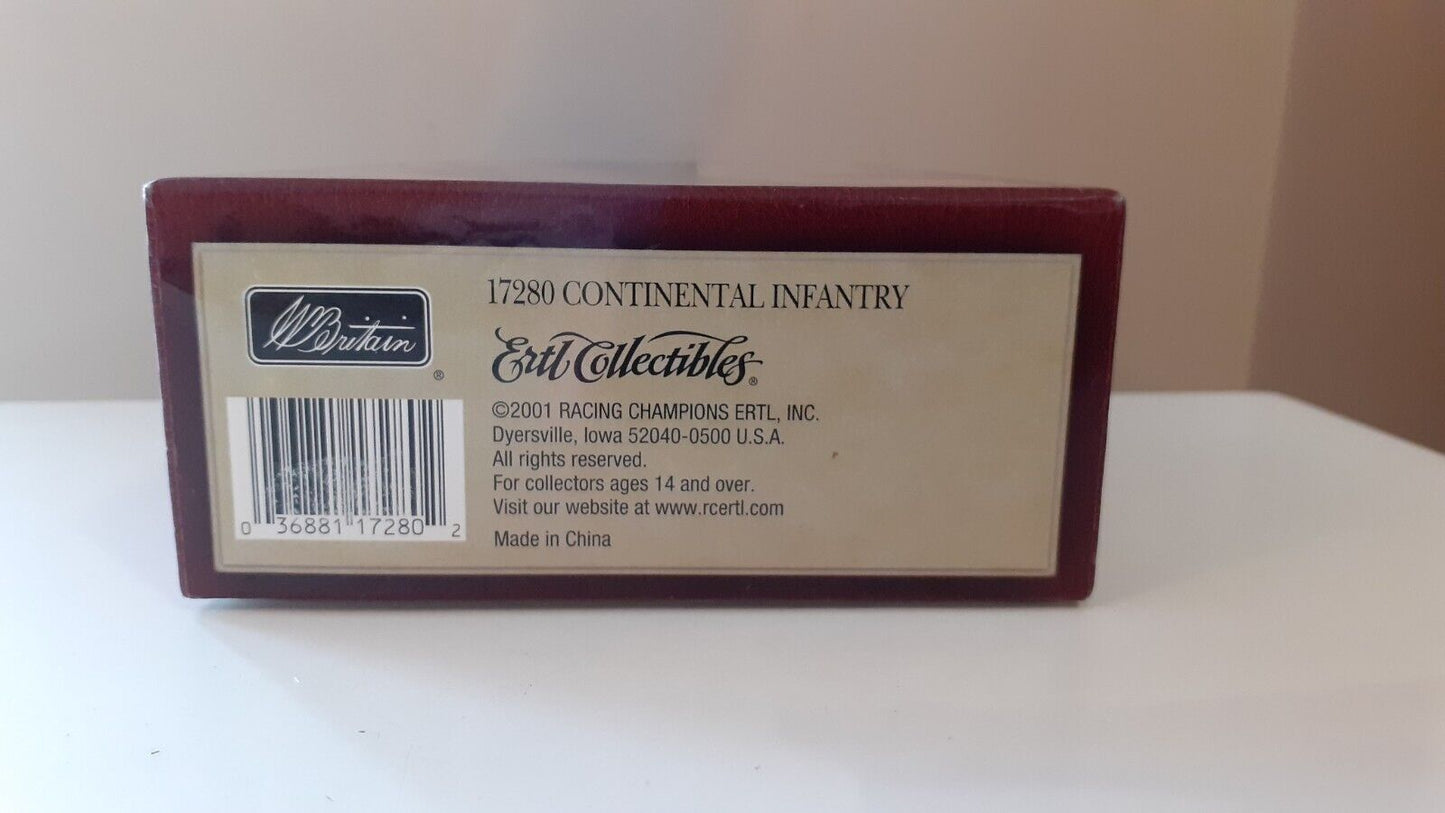 17280 CONTINENTAL INFANTRY
WBritain
®
Ertl Collectibles®
©2001 RACING CHAMPIONS ERTL, INC.
Dyersville, Iowa 52040-0500 U.S.A.
All rights reserved.
For collectors ages 14 and over.
Visit our website at www.rcertl.com
Made in China
0 36881 17280 2